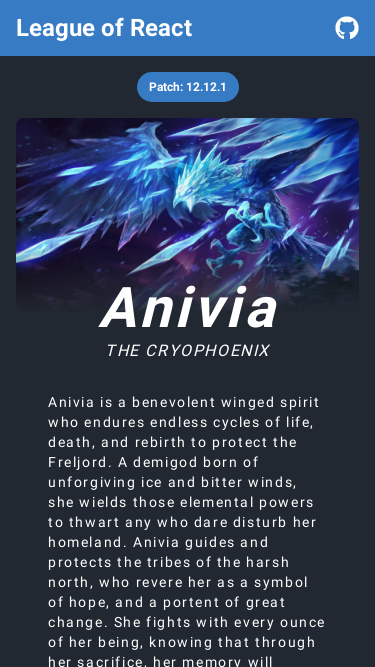 League of React
Patch: 12.12.1
Anivia
THE CRYOPHOENIX
Anivia is a benevolent winged spirit
who endures endless cycles of life,
death, and rebirth to protect the
Freljord. A demigod born of
unforgiving ice and bitter winds,
she wields those elemental powers
to thwart any who dare disturb her
homeland. Anivia guides and
protects the tribes of the harsh
north, who revere her as a symbol
of hope, and a portent of great
change. She fights with every ounce
of her being, knowing that through
her sacrifice, her memory will